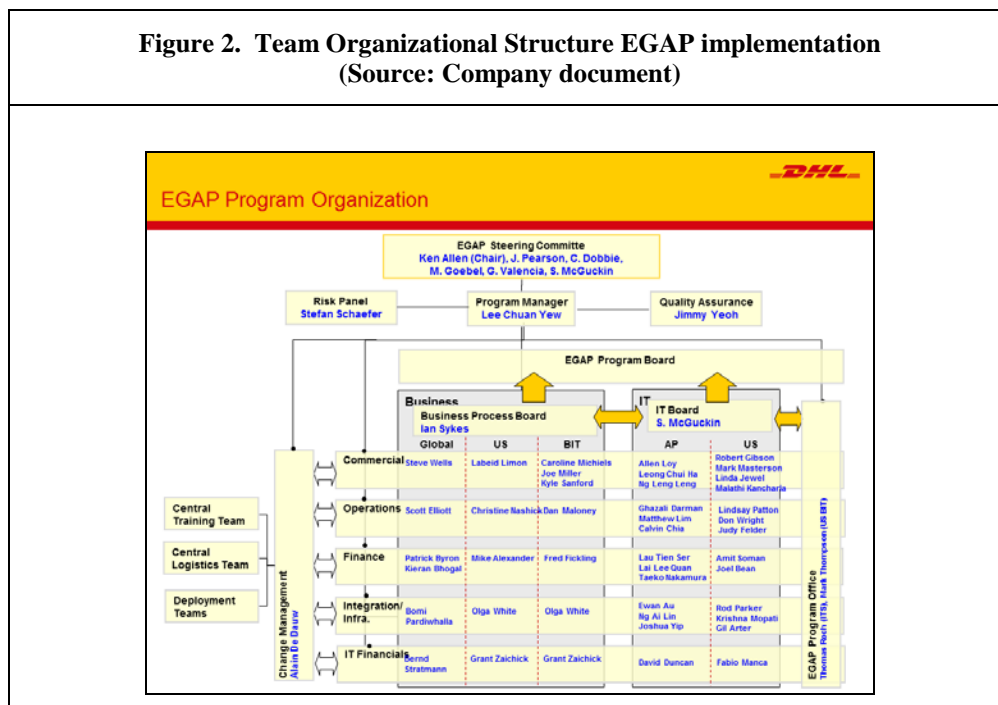 Figure 2.  Team Organizational Structure EGAP implementation
(Source: Company document)
DHL
EGAP Program Organization
EGAP Steering Committe
Ken Allen (Chair), J. Pearson, C. Dobbie,
M. Goebel, G. Valencia, S. McGuckin
Risk Panel
Stefan Schaefer
Program Manager
Lee Chuan Yew
Quality Assurance
Jimmy Yeoh
EGAP Program Board
Business
Business Process Board
Ian Sykes
IT
IT Board
S. McGuckin
Global
US
BIT
AP
US
Commercial
Steve Wells
Labeid Limon
Caroline Michiels
Joe Miller
Kyle Sanford
Allen Loy
Leong Chui Ha
Ng Leng Leng
Robert Gibson
Mark Masterson
Linda Jewel
Malathi Kancharla
Operations
Scott Elliott
Christine Nashick
Dan Maloney
Ghazali Darman
Matthew Lim
Calvin Chia
Lindsay Patton
Don Wright
Judy Felder
Finance
Patrick Byron
Kieran Bhogal
Mike Alexander
Fred Fickling
Lau Tien Ser
Lai Lee Quan
Taeko Nakamura
Amit Soman
Joel Bean
Integration/
Infra.
Bomi
Pardiwhalla
Olga White
Olga White
Ewan Au
Ng Ai Lin
Joshua Yip
Rod Parker
Krishna Mopati
Gil Arter
IT Financials
Bernd
Stratmann
Grant Zaichick
Grant Zaichick
David Duncan
Fabio Manca
Central
Training Team
Central
Logistics Team
Deployment
Teams
Change Management
Alain De Dauw
EGAP Program Office
Thomas Roch (ITS), Mark Thompsen (US BIT)